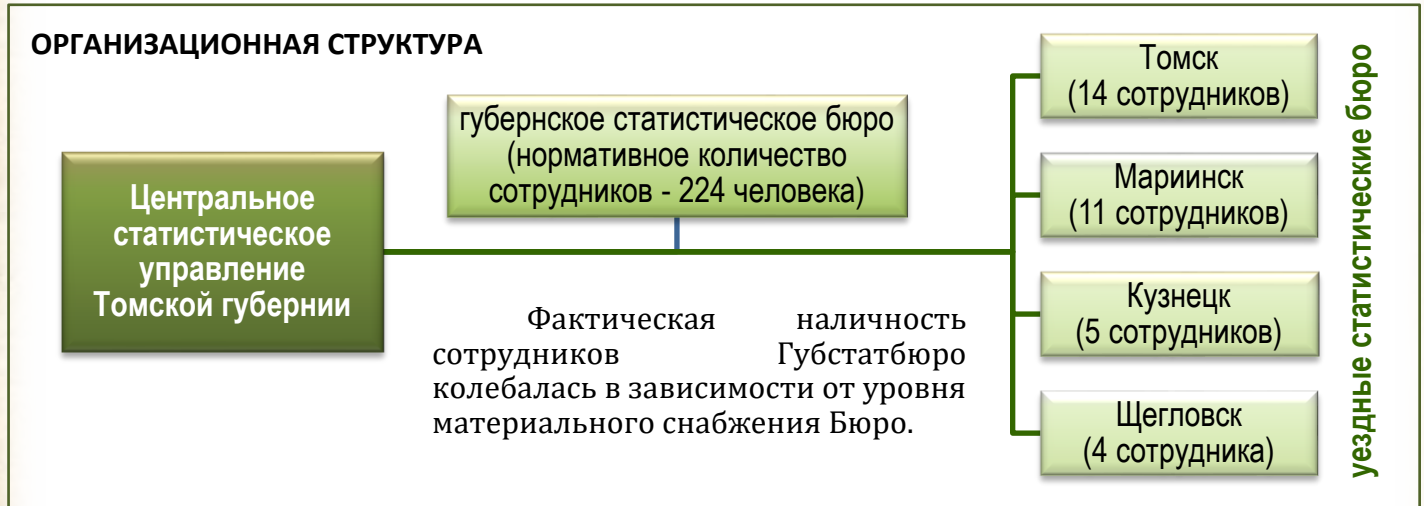 ОРГАНИЗАЦИОННАЯ СТРУКТУРА
Центральное
статистическое
управление
Томской губернии
губернское статистическое бюро
(нормативное количество
сотрудников - 224 человека)
Фактическая наличность
сотрудников Губстатбюро
колебалась в зависимости от уровня
материального снабжения Бюро.
Томск
(14 сотрудников)
Мариинск
(11 сотрудников)
Кузнецк
(5 сотрудников)
Щегловск
(4 сотрудника)
уездные статистические бюро